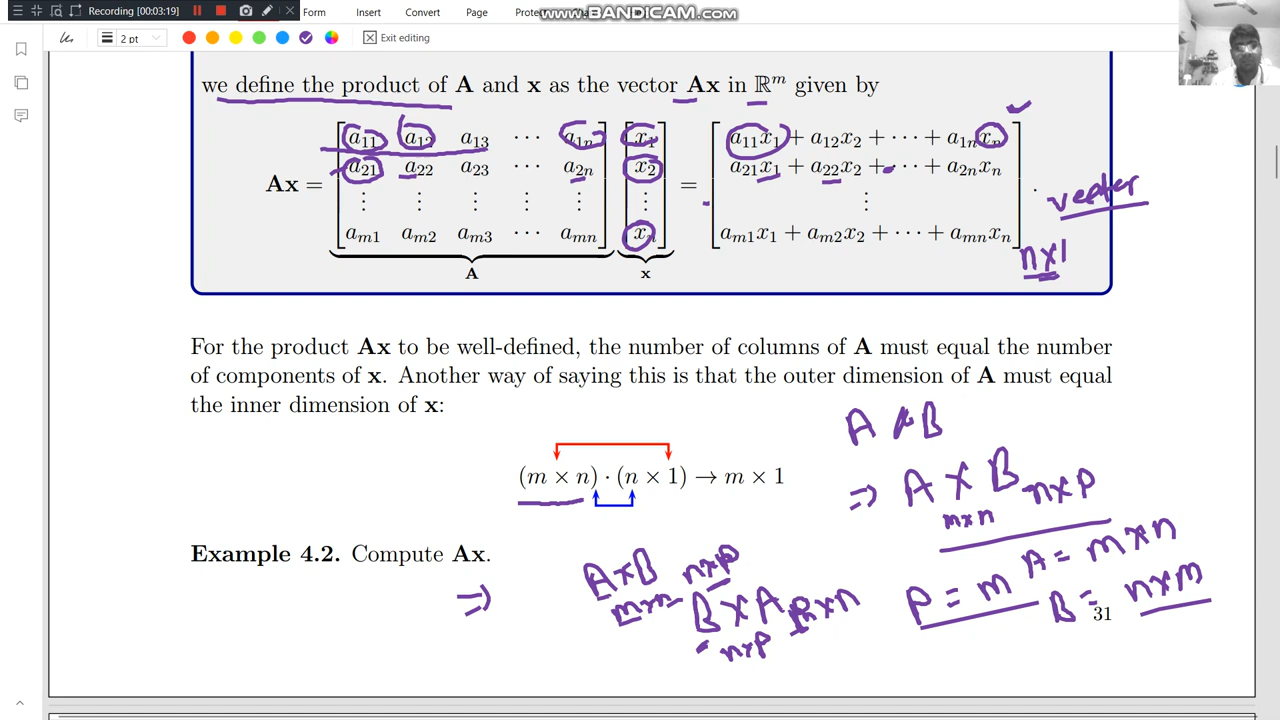 Recording [00:03:19]
Form Insert Convert Page Prote
www.BANDICAM.com
2 pt Exit editing
we define the product of A and x as the vector Ax in ℝᵐ given by
Ax = [ a₁₁ a₁₂ a₁₃ ⋯ a₁ₙ ] [ x₁ ] = [ a₁₁x₁ + a₁₂x₂ + ⋯ + a₁ₙxₙ ]
a₂₁ a₂₂ a₂₃ ⋯ a₂ₙ x₂ a₂₁x₁ + a₂₂x₂ + ⋯ + a₂ₙxₙ
⋮ ⋮ ⋮ ⋮ ⋮ ⋮ ⋮ .
aₘ₁ aₘ₂ aₘ₃ ⋯ aₘₙ xₙ aₘ₁x₁ + aₘ₂x₂ + ⋯ + aₘₙxₙ
A x
n×1
For the product Ax to be well-defined, the number of columns of A must equal the number
of components of x. Another way of saying this is that the outer dimension of A must equal
the inner dimension of x:
A B
(m × n) · (n × 1) → m × 1
⇒ A × B n×p
m×n
A = m×n
Example 4.2. Compute Ax.
⇒ A×B n×p
m×n
B × A m×n
n×p
P = m B = n×m
31